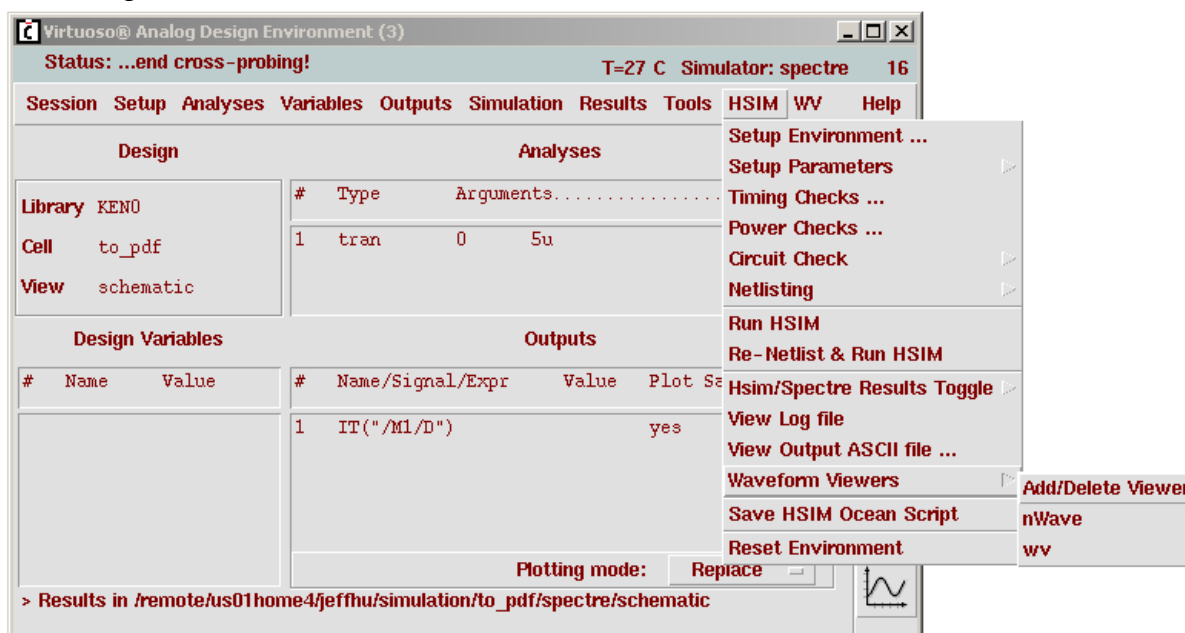 Virtuoso® Analog Design Environment (3)
Status: ...end cross-probing! T=27 C Simulator: spectre 16
Session Setup Analyses Variables Outputs Simulation Results Tools HSIM WV Help
Design
Library KENO
Cell to_pdf
View schematic
Analyses
# Type Arguments..................
1 tran 0 5u
Design Variables
# Name Value
Outputs
# Name/Signal/Expr Value Plot Sa
1 IT("/M1/D") yes
Plotting mode: Replace
> Results in /remote/us01home4/jeffhu/simulation/to_pdf/spectre/schematic
Setup Environment ...
Setup Parameters
Timing Checks ...
Power Checks ...
Circuit Check
Netlisting
Run HSIM
Re-Netlist & Run HSIM
Hsim/Spectre Results Toggle
View Log file
View Output ASCII file ...
Waveform Viewers
Save HSIM Ocean Script
Reset Environment
Add/Delete Viewer
nWave
wv